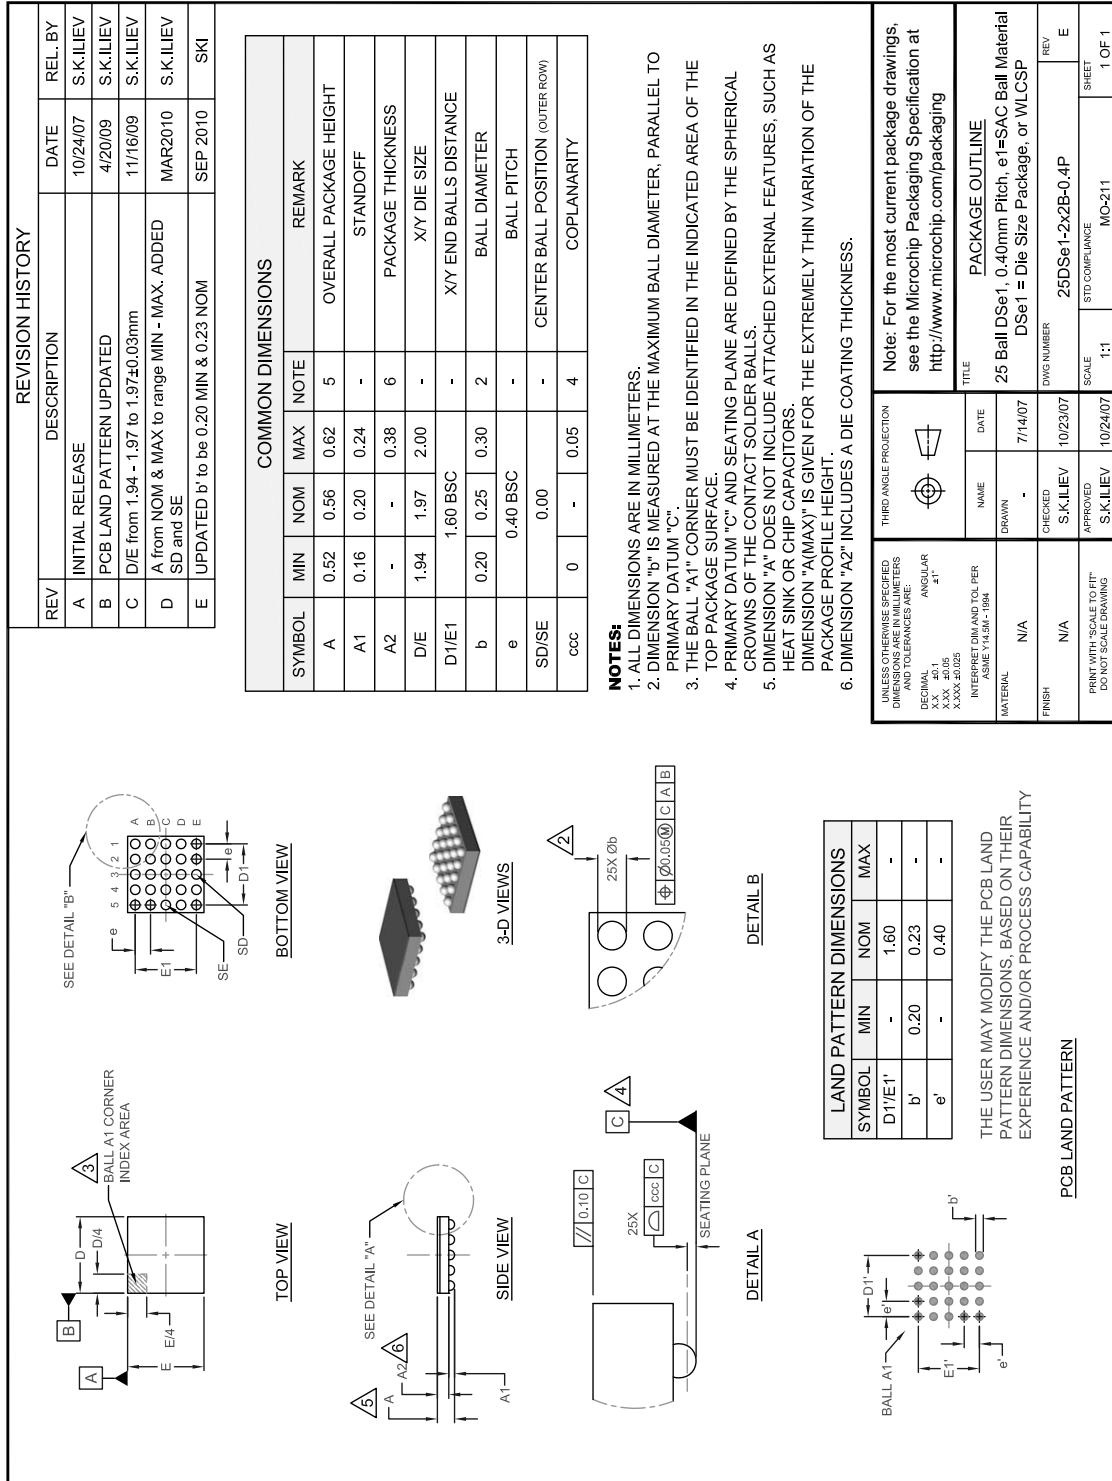 REVISION HISTORY
REV DESCRIPTION DATE REL. BY
A INITIAL RELEASE 10/24/07 S.K.ILIEV
B PCB LAND PATTERN UPDATED 4/20/09 S.K.ILIEV
C D/E from 1.94 - 1.97 to 1.97±0.03mm 11/16/09 S.K.ILIEV
D A from NOM & MAX to range MIN - MAX. ADDED SD and SE MAR2010 S.K.ILIEV
E UPDATED b' to be 0.20 MIN & 0.23 NOM SEP 2010 SKI
B
A
D
D/4
E/4
E
3
BALL A1 CORNER
INDEX AREA
TOP VIEW
SEE DETAIL "B"
5 4 3 2 1
A
B
C
D
E
e
E1
SE
SD
e
D1
BOTTOM VIEW
COMMON DIMENSIONS
SYMBOL MIN NOM MAX NOTE REMARK
A 0.52 0.56 0.62 5 OVERALL PACKAGE HEIGHT
A1 0.16 0.20 0.24 - STANDOFF
A2 - - 0.38 6 PACKAGE THICKNESS
D/E 1.94 1.97 2.00 - X/Y DIE SIZE
D1/E1 1.60 BSC - X/Y END BALLS DISTANCE
b 0.20 0.25 0.30 2 BALL DIAMETER
e 0.40 BSC - BALL PITCH
SD/SE 0.00 - CENTER BALL POSITION (OUTER ROW)
ccc 0 - 0.05 4 COPLANARITY
5
A
6
A2
A1
SEE DETAIL "A"
SIDE VIEW
3-D VIEWS
NOTES:
1. ALL DIMENSIONS ARE IN MILLIMETERS.
2. DIMENSION "b" IS MEASURED AT THE MAXIMUM BALL DIAMETER, PARALLEL TO
PRIMARY DATUM "C".
3. THE BALL "A1" CORNER MUST BE IDENTIFIED IN THE INDICATED AREA OF THE
TOP PACKAGE SURFACE.
4. PRIMARY DATUM "C" AND SEATING PLANE ARE DEFINED BY THE SPHERICAL
CROWNS OF THE CONTACT SOLDER BALLS.
5. DIMENSION "A" DOES NOT INCLUDE ATTACHED EXTERNAL FEATURES, SUCH AS
HEAT SINK OR CHIP CAPACITORS.
DIMENSION "A(MAX)" IS GIVEN FOR THE EXTREMELY THIN VARIATION OF THE
PACKAGE PROFILE HEIGHT.
6. DIMENSION "A2" INCLUDES A DIE COATING THICKNESS.
// 0.10 C
25X
ccc C
C
4
SEATING PLANE
DETAIL A
2
25X Øb
Ø0.05 M C A B
DETAIL B
BALL A1
D1'
e'
E1'
e'
b'
LAND PATTERN DIMENSIONS
SYMBOL MIN NOM MAX
D1'/E1' - 1.60 -
b' 0.20 0.23 -
e' - 0.40 -
THE USER MAY MODIFY THE PCB LAND
PATTERN DIMENSIONS, BASED ON THEIR
EXPERIENCE AND/OR PROCESS CAPABILITY
PCB LAND PATTERN
UNLESS OTHERWISE SPECIFIED
DIMENSIONS ARE IN MILLIMETERS
AND TOLERANCES ARE:
DECIMAL ANGULAR
X.X ±0.1 ±1°
X.XX ±0.05
X.XXX ±0.025
INTERPRET DIM AND TOL PER
ASME Y14.5M - 1994
MATERIAL
N/A
FINISH
N/A
PRINT WITH "SCALE TO FIT"
DO NOT SCALE DRAWING
THIRD ANGLE PROJECTION
NAME DATE
DRAWN
- 7/14/07
CHECKED
S.K.ILIEV 10/23/07
APPROVED
S.K.ILIEV 10/24/07
Note: For the most current package drawings,
see the Microchip Packaging Specification at
http://www.microchip.com/packaging
TITLE
PACKAGE OUTLINE
25 Ball DSe1, 0.40mm Pitch, e1=SAC Ball Material
DSe1 = Die Size Package, or WLCSP
DWG NUMBER
25DSe1-2x2B-0.4P
REV
E
SCALE
1:1
STD COMPLIANCE
MO-211
SHEET
1 OF 1